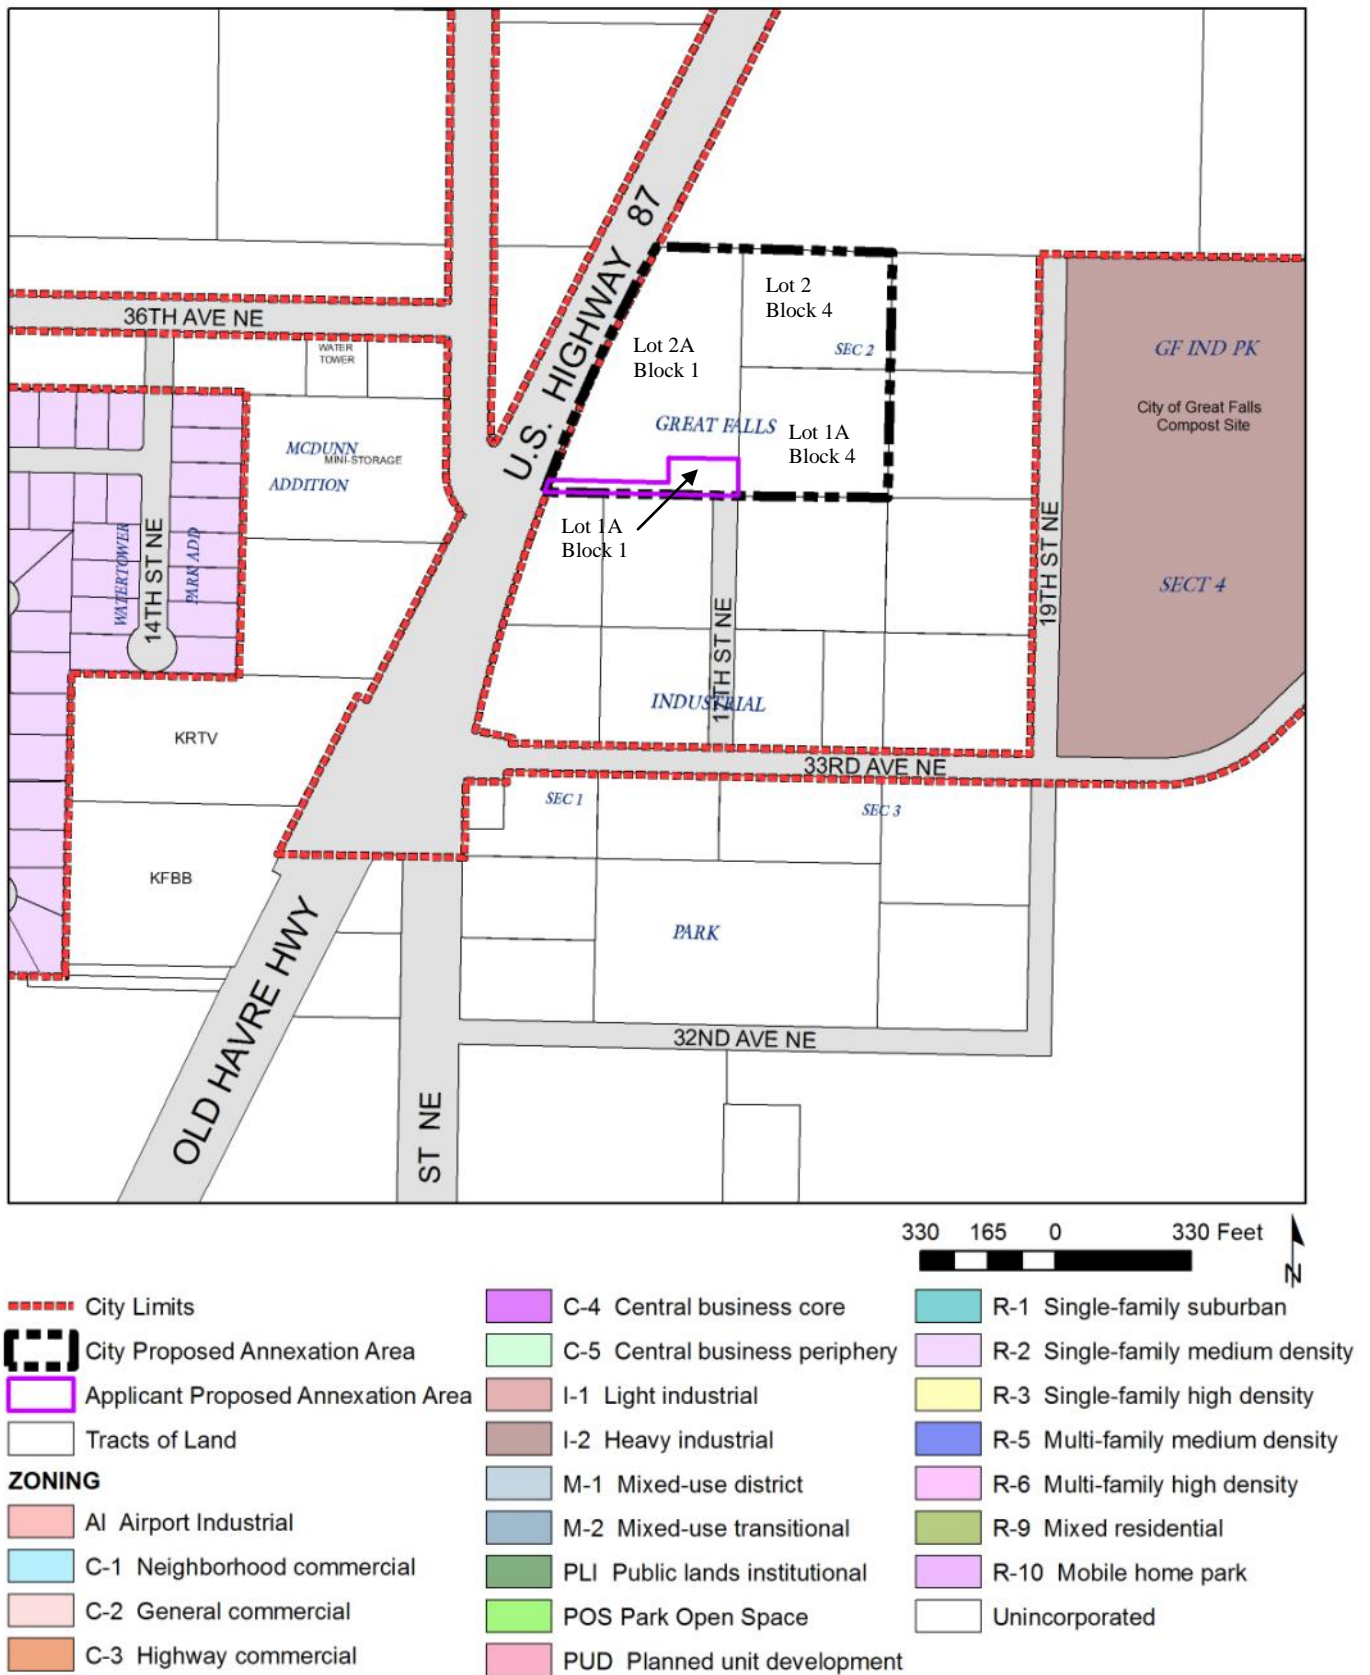 U.S. HIGHWAY 87
36TH AVE NE
WATER
TOWER
Lot 2
Block 4
SEC 2
Lot 2A
Block 1
GREAT FALLS
Lot 1A
Block 4
Lot 1A
Block 1
GF IND PK
City of Great Falls
Compost Site
SECT 4
MCDUNN
MINI-STORAGE
ADDITION
WATERTOWER
14TH ST NE
PARK ADD
17TH ST NE
19TH ST NE
INDUSTRIAL
KRTV
33RD AVE NE
SEC 1
SEC 3
KFBB
PARK
OLD HAVRE HWY
32ND AVE NE
ST NE
330 165 0 330 Feet
N
City Limits
City Proposed Annexation Area
Applicant Proposed Annexation Area
Tracts of Land
ZONING
AI Airport Industrial
C-1 Neighborhood commercial
C-2 General commercial
C-3 Highway commercial
C-4 Central business core
C-5 Central business periphery
I-1 Light industrial
I-2 Heavy industrial
M-1 Mixed-use district
M-2 Mixed-use transitional
PLI Public lands institutional
POS Park Open Space
PUD Planned unit development
R-1 Single-family suburban
R-2 Single-family medium density
R-3 Single-family high density
R-5 Multi-family medium density
R-6 Multi-family high density
R-9 Mixed residential
R-10 Mobile home park
Unincorporated